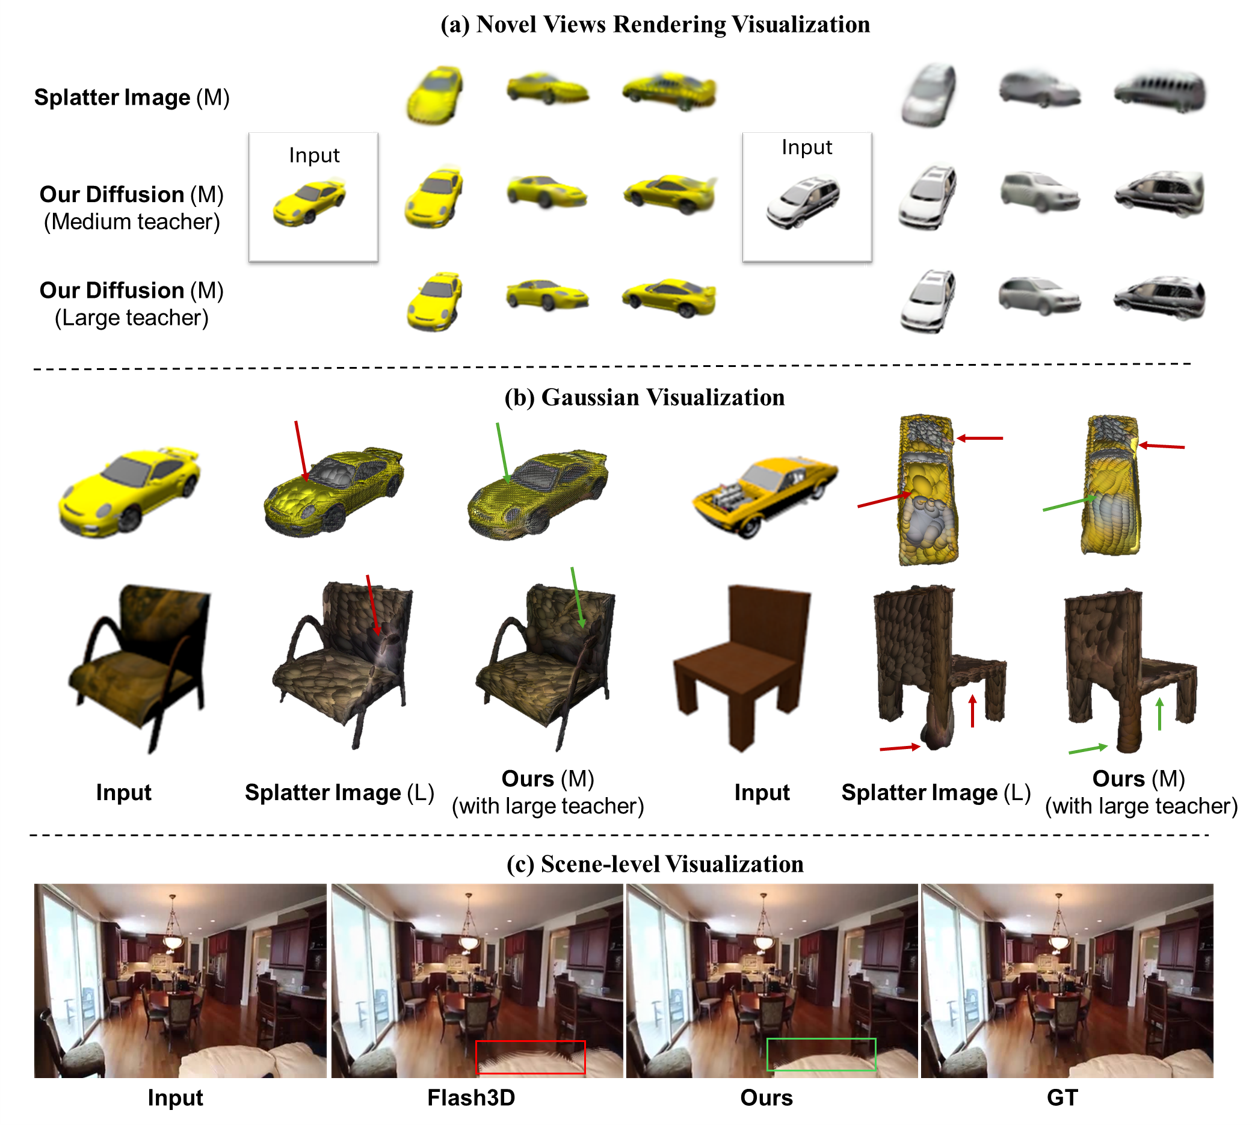 (a) Novel Views Rendering Visualization
Splatter Image (M)
Input
Input
Our Diffusion (M)
(Medium teacher)
Our Diffusion (M)
(Large teacher)
(b) Gaussian Visualization
Input
Splatter Image (L)
Ours (M)
(with large teacher)
Input
Splatter Image (L)
Ours (M)
(with large teacher)
(c) Scene-level Visualization
Input
Flash3D
Ours
GT